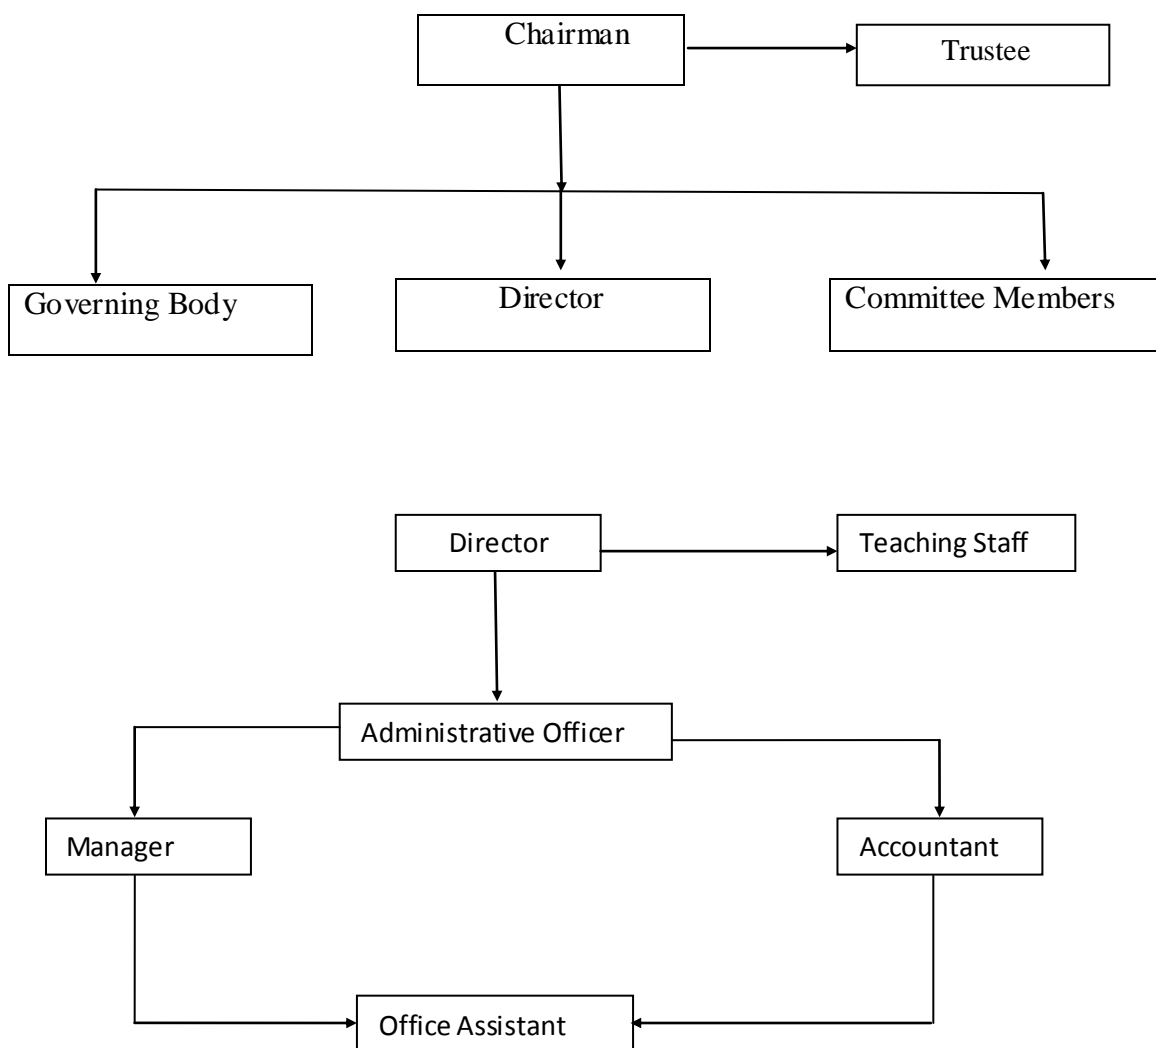 Chairman
Trustee
Governing Body
Director
Committee Members
Director
Teaching Staff
Administrative Officer
Manager
Accountant
Office Assistant